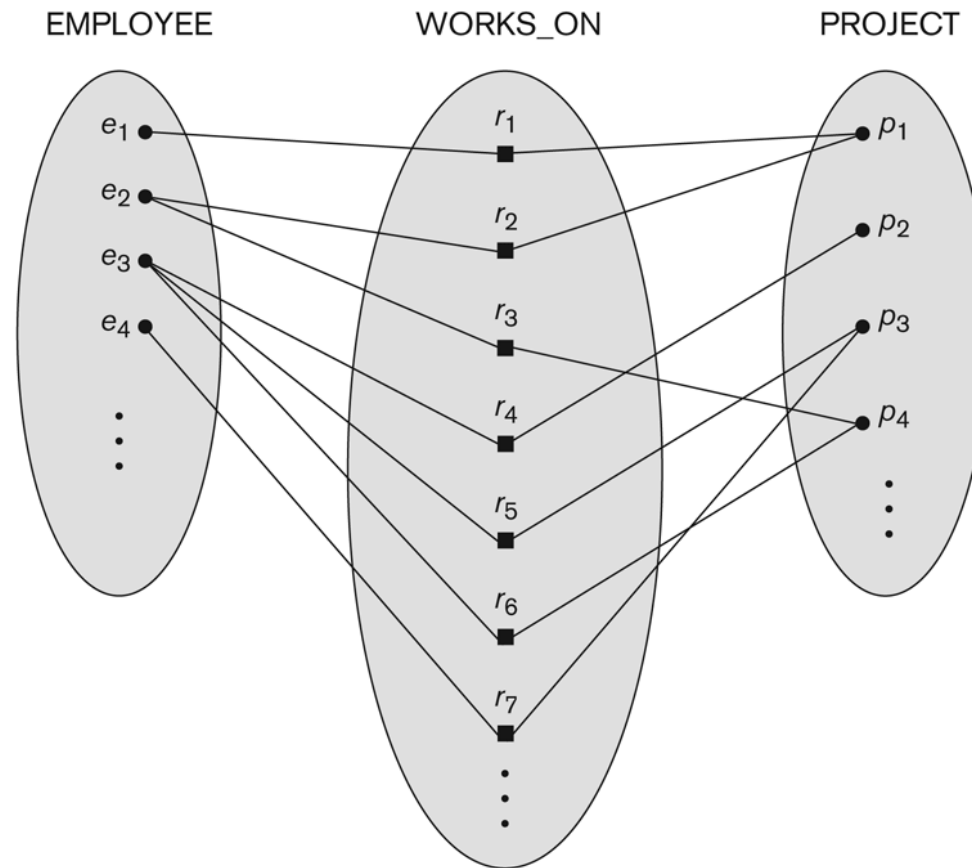 EMPLOYEE WORKS_ON PROJECT
e1
e2
e3
e4
r1
r2
r3
r4
r5
r6
r7
p1
p2
p3
p4